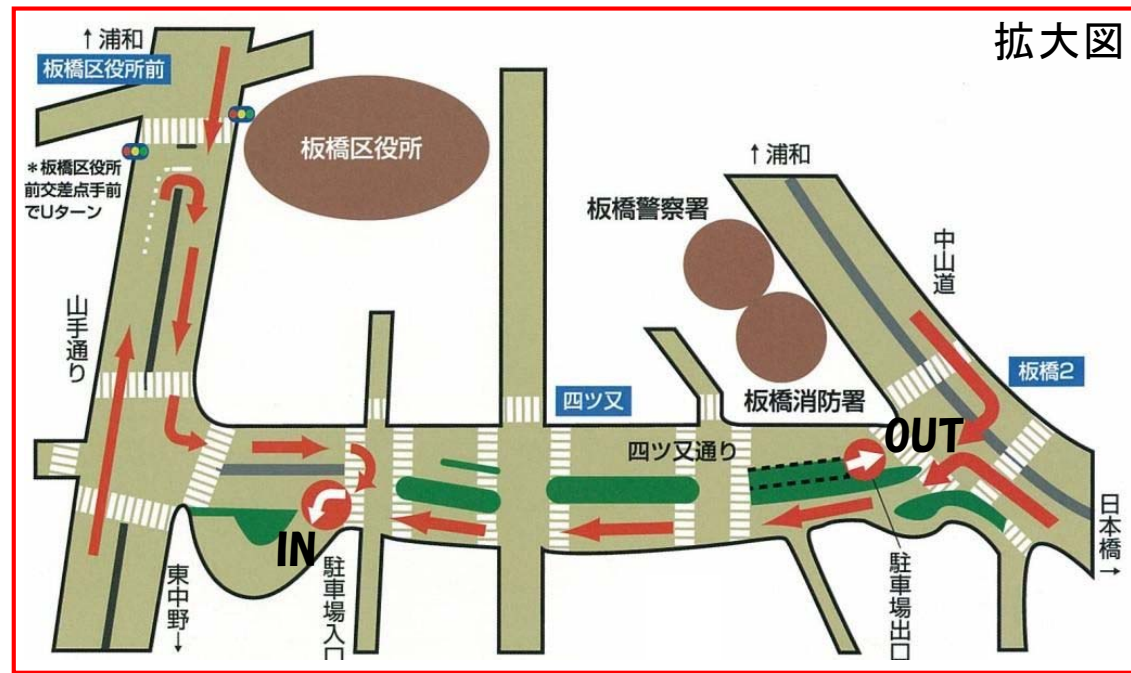 拡大図
↑浦和
板橋区役所前
*板橋区役所
前交差点手前
でUターン
板橋区役所
↑浦和
板橋警察署
中山道
山手通り
板橋2
四ツ又
板橋消防署
四ツ又通り
OUT
IN
日本橋→
東中野→
駐車場入口
駐車場出口